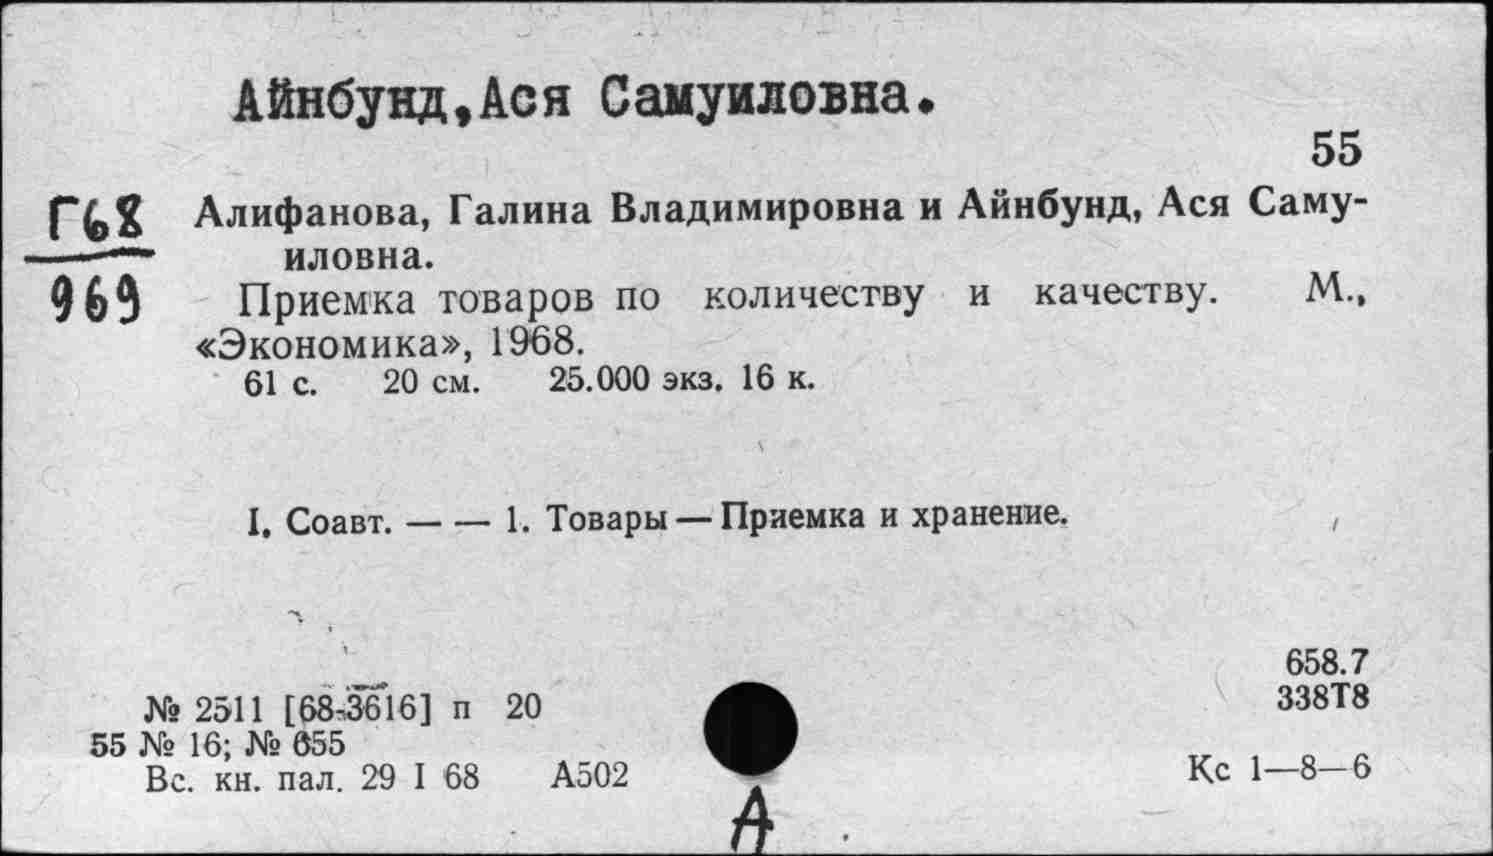 Айнбунд, Ася Самуиловна.
55
Г68
969
Алифанова, Галина Владимировна и Айнбунд, Ася Саму-
иловна.
Приемка товаров по количеству и качеству. М.,
«Экономика», 1968.
61 с. 20 см. 25.000 экз. 16 к.
I. Соавт. — — 1. Товары — Приемка и хранение.
658.7
338Т8
№ 2511 [68-3616] п 20
55 № 16; № 655
Вс. кн. пал. 29 I 68 А502
Кс 1—8—6
А